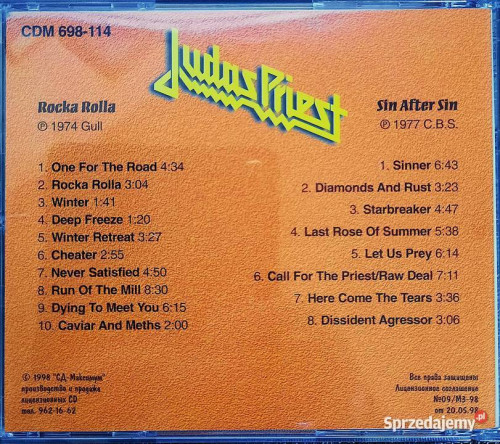 CDM 698-114
Judas Priest
Rocka Rolla
℗ 1974 Gull
1. One For The Road 4:34
2. Rocka Rolla 3:04
3. Winter 1:41
4. Deep Freeze 1:20
5. Winter Retreat 3:27
6. Cheater 2:55
7. Never Satisfied 4:50
8. Run Of The Mill 8:30
9. Dying To Meet You 6:15
10. Caviar And Meths 2:00
Sin After Sin
℗ 1977 C.B.S.
1. Sinner 6:43
2. Diamonds And Rust 3:23
3. Starbreaker 4:47
4. Last Rose Of Summer 5:38
5. Let Us Prey 6:14
6. Call For The Priest/Raw Deal 7:11
7. Here Come The Tears 3:36
8. Dissident Agressor 3:06
© 1998 "СД-Максимум"
производство и продажа
лицензионных CD
тел. 962-16-62
Все права защищены
Лицензионное соглашение
№09/МЗ-98
от 20.05.98
Sprzedajemy.pl